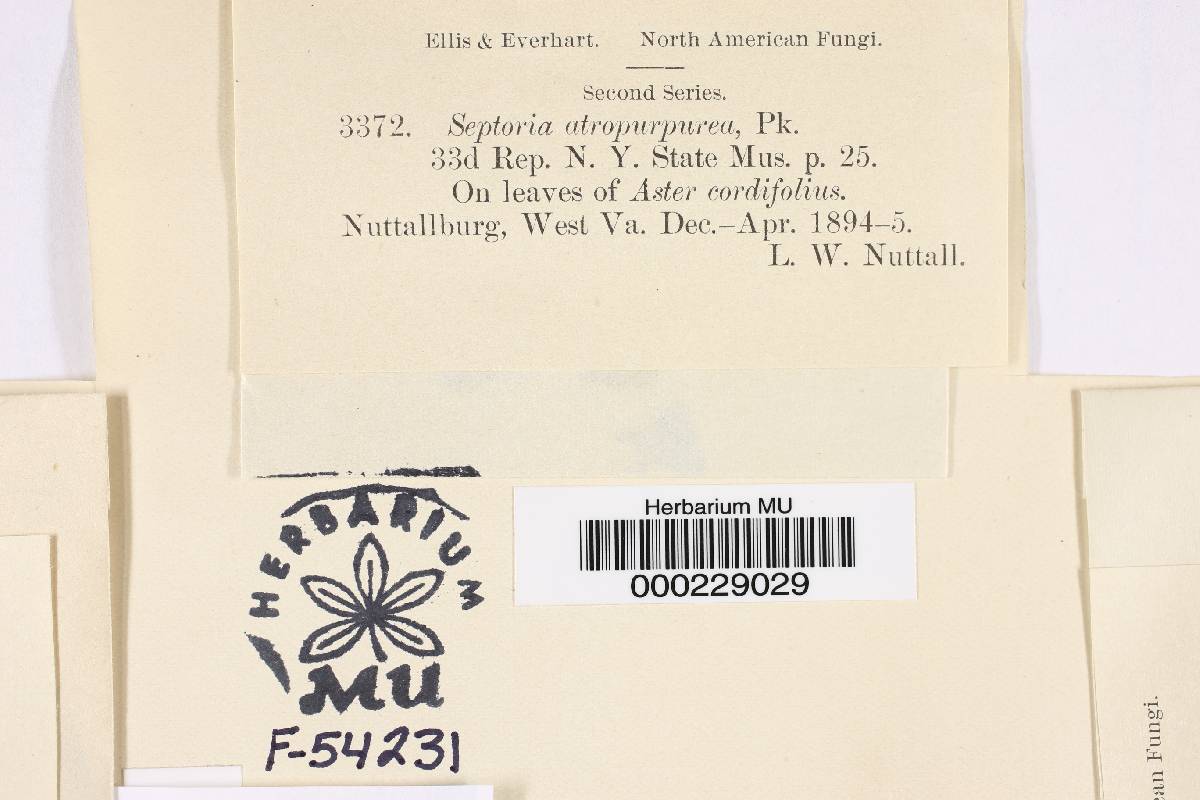 Ellis & Everhart. North American Fungi.
Second Series.
3372. Septoria atropurpurea, Pk.
33d Rep. N. Y. State Mus. p. 25.
On leaves of Aster cordifolius.
Nuttallburg, West Va. Dec.–Apr. 1894–5.
L. W. Nuttall.
HERBARIUM
MU
F-54231
Herbarium MU
000229029
ean Fungi.